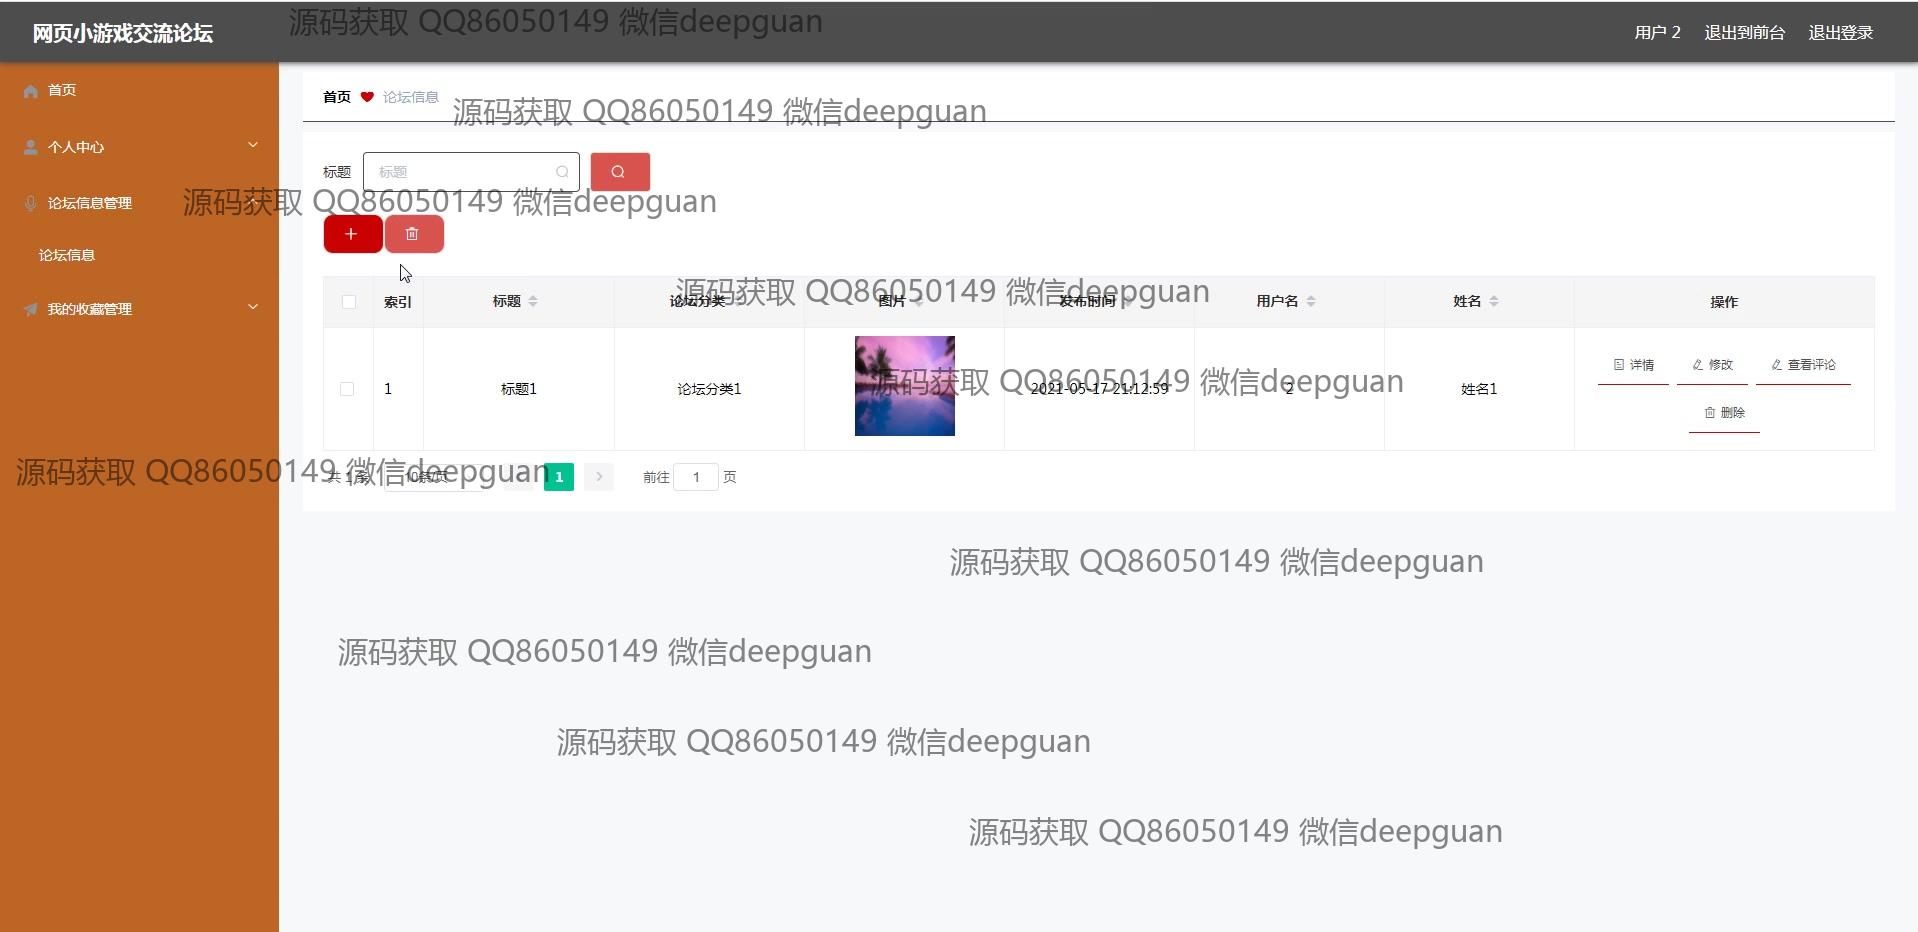 网页小游戏交流论坛
源码获取 QQ86050149 微信deepguan
用户 2
退出到前台
退出登录
首页
个人中心
论坛信息管理
论坛信息
我的收藏管理
首页
论坛信息
源码获取 QQ86050149 微信deepguan
标题
标题
源码获取 QQ86050149 微信deepguan
源码获取 QQ86050149 微信deepguan
索引 标题 论坛分类 图片 发布时间 用户名 姓名 操作
1 标题1 论坛分类1 2021-05-17 21:12:59 2 姓名1
详情 修改 查看评论
删除
源码获取 QQ86050149 微信deepguan
源码获取 QQ86050149 微信deepguan
共 1 条 10条/页 1 前往 1 页
源码获取 QQ86050149 微信deepguan
源码获取 QQ86050149 微信deepguan
源码获取 QQ86050149 微信deepguan
源码获取 QQ86050149 微信deepguan